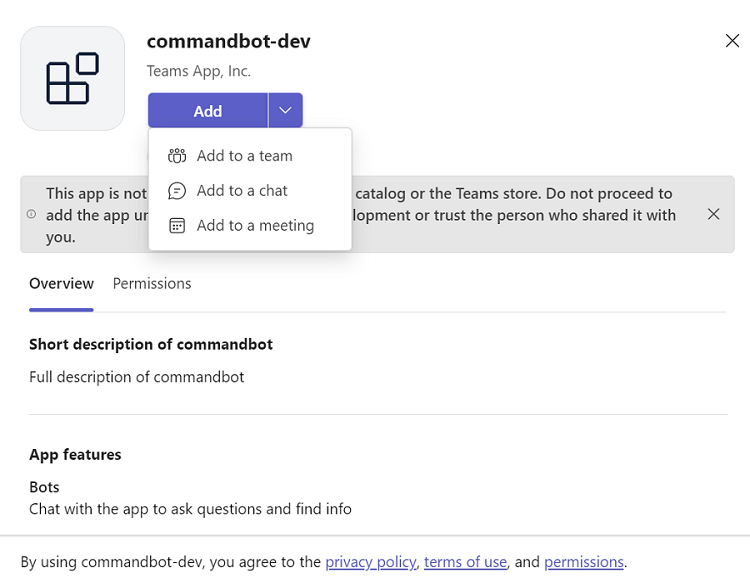 commandbot-dev
Teams App, Inc.
Add
Add to a team
Add to a chat
Add to a meeting
This app is not catalog or the Teams store. Do not proceed to
add the app lopment or trust the person who shared it with
you.
Overview Permissions
Short description of commandbot
Full description of commandbot
App features
Bots
Chat with the app to ask questions and find info
By using commandbot-dev, you agree to the privacy policy, terms of use, and permissions.